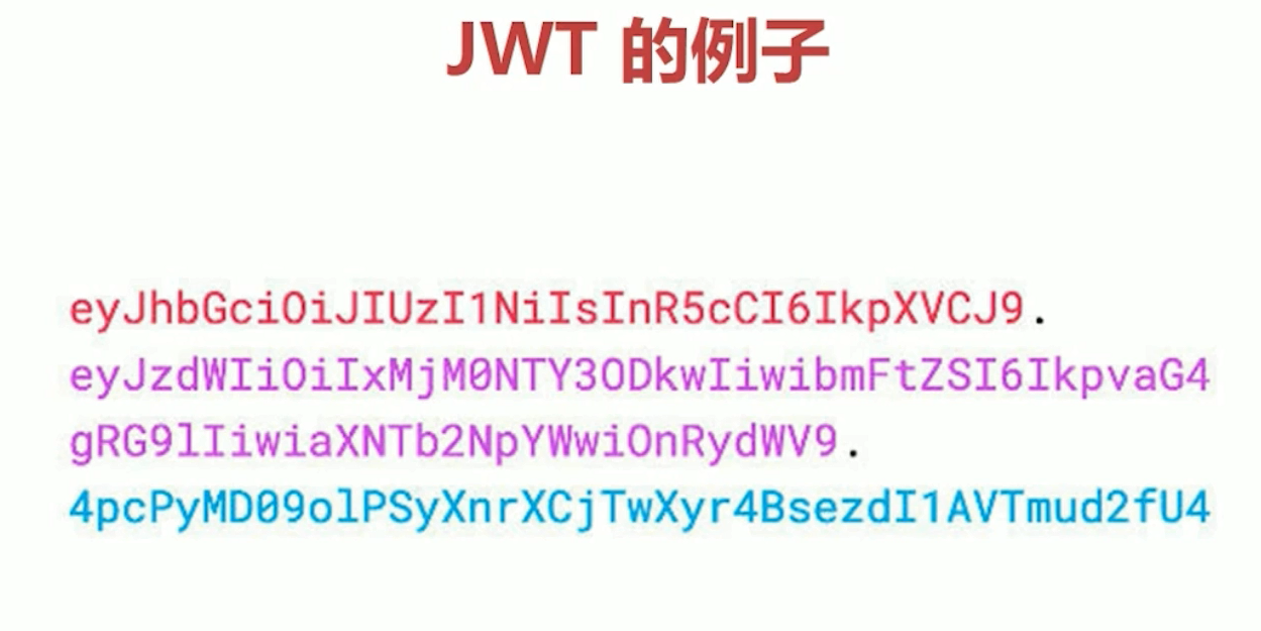 JWT 的例子
eyJhbGciOiJIUzI1NiIsInR5cCI6IkpXVCJ9.
eyJzdWIiOiIxMjM0NTY3ODkwIiwibmFtZSI6IkpvaG4
gRG9lIiwiaXNTb2NpYWwiOnRydWV9.
4pcPyMD09olPSyXnrXCjTwXyr4BsezdI1AVTmud2fU4